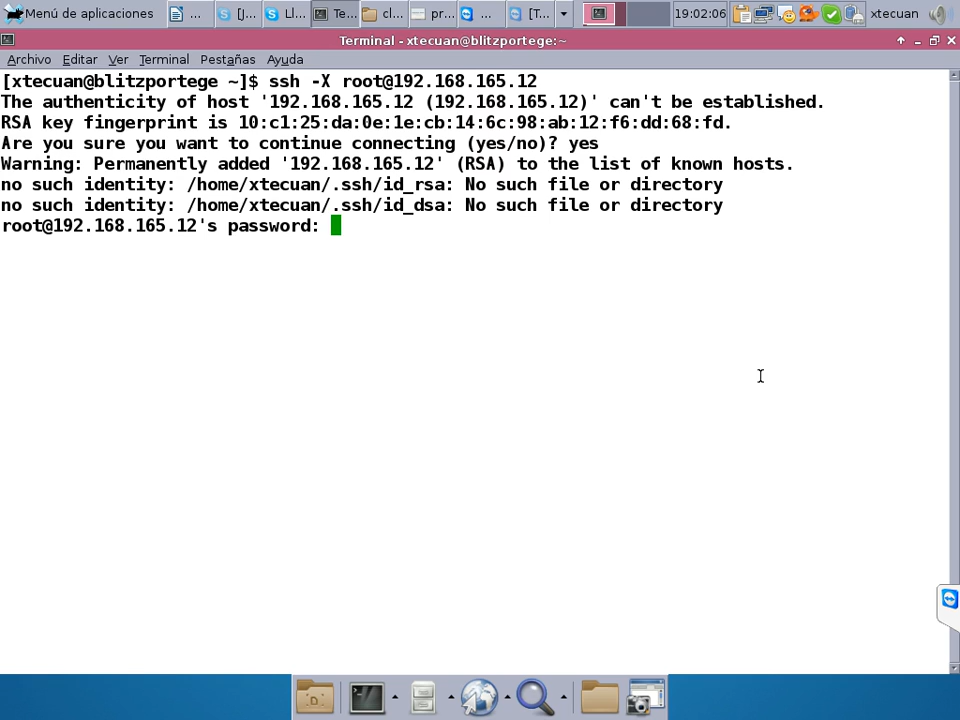 Menú de aplicaciones ... [J... Ll... Te... cl... pr... ... [T... 19:02:06 xtecuan
Terminal - xtecuan@blitzportege:~
Archivo Editar Ver Terminal Pestañas Ayuda
[xtecuan@blitzportege ~]$ ssh -X root@192.168.165.12
The authenticity of host '192.168.165.12 (192.168.165.12)' can't be established.
RSA key fingerprint is 10:c1:25:da:0e:1e:cb:14:6c:98:ab:12:f6:dd:68:fd.
Are you sure you want to continue connecting (yes/no)? yes
Warning: Permanently added '192.168.165.12' (RSA) to the list of known hosts.
no such identity: /home/xtecuan/.ssh/id_rsa: No such file or directory
no such identity: /home/xtecuan/.ssh/id_dsa: No such file or directory
root@192.168.165.12's password: